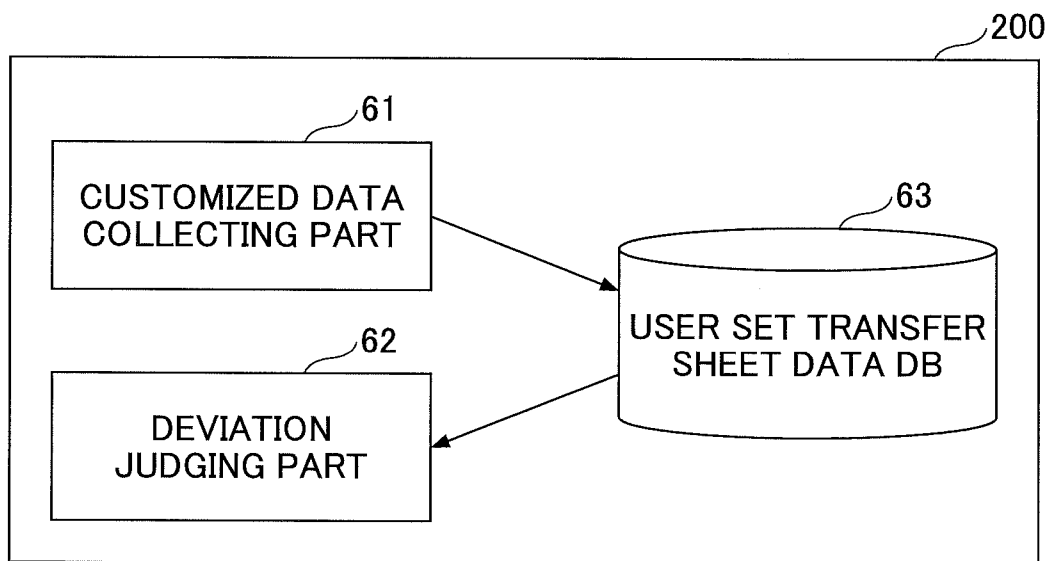 200
61
CUSTOMIZED DATA
COLLECTING PART
63
USER SET TRANSFER
SHEET DATA DB
62
DEVIATION
JUDGING PART